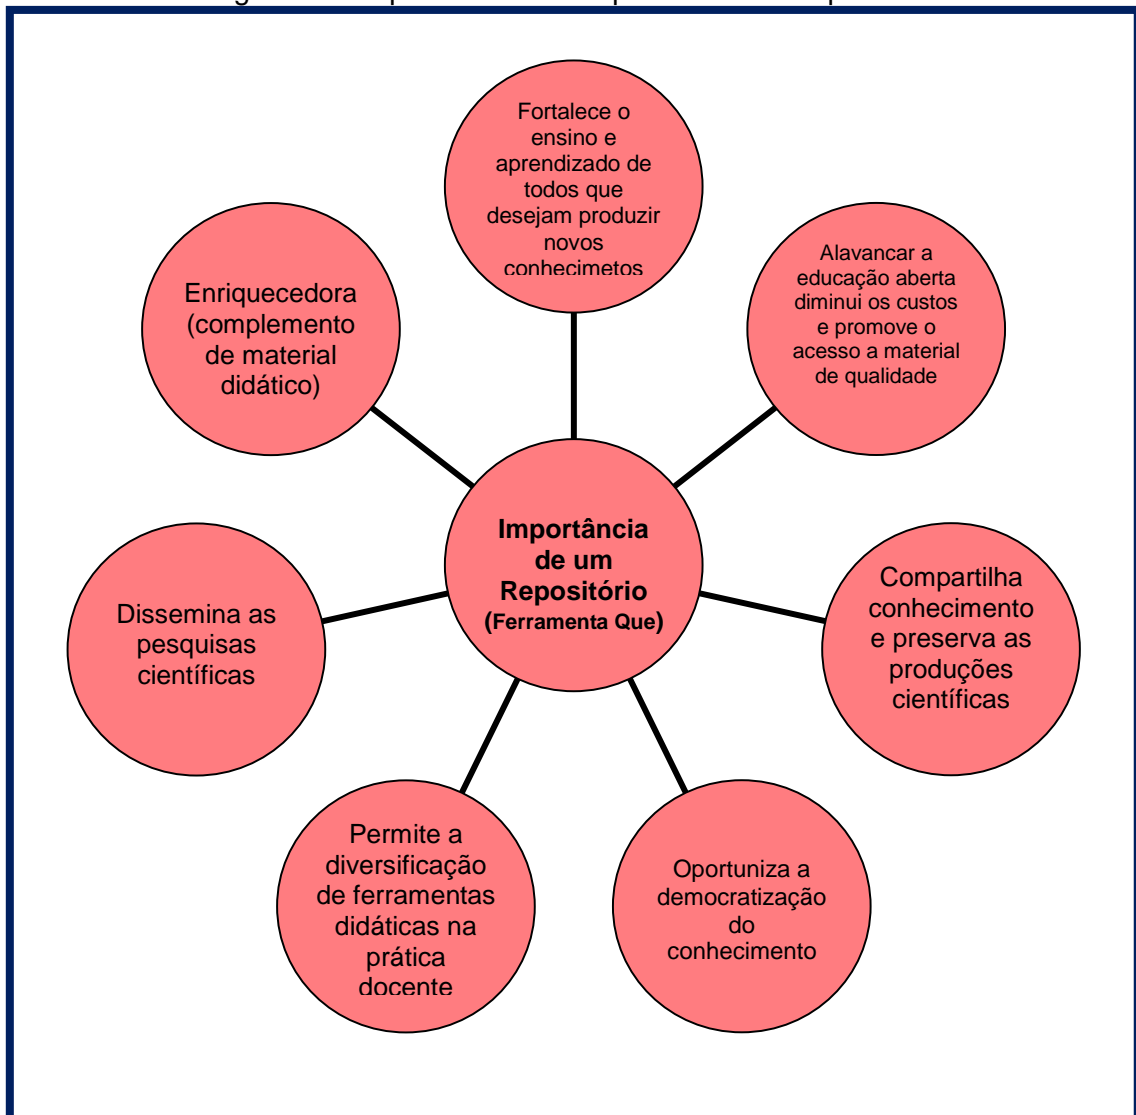 Fortalece o
ensino e
aprendizado de
todos que
desejam produzir
novos
conhecimetos
Alavancar a
educação aberta
diminui os custos
e promove o
acesso a material
de qualidade
Enriquecedora
(complemento
de material
didático)
Importância
de um
Repositório
(Ferramenta Que)
Compartilha
conhecimento
e preserva as
produções
científicas
Dissemina as
pesquisas
científicas
Permite a
diversificação
de ferramentas
didáticas na
prática
docente
Oportuniza a
democratização
do
conhecimento